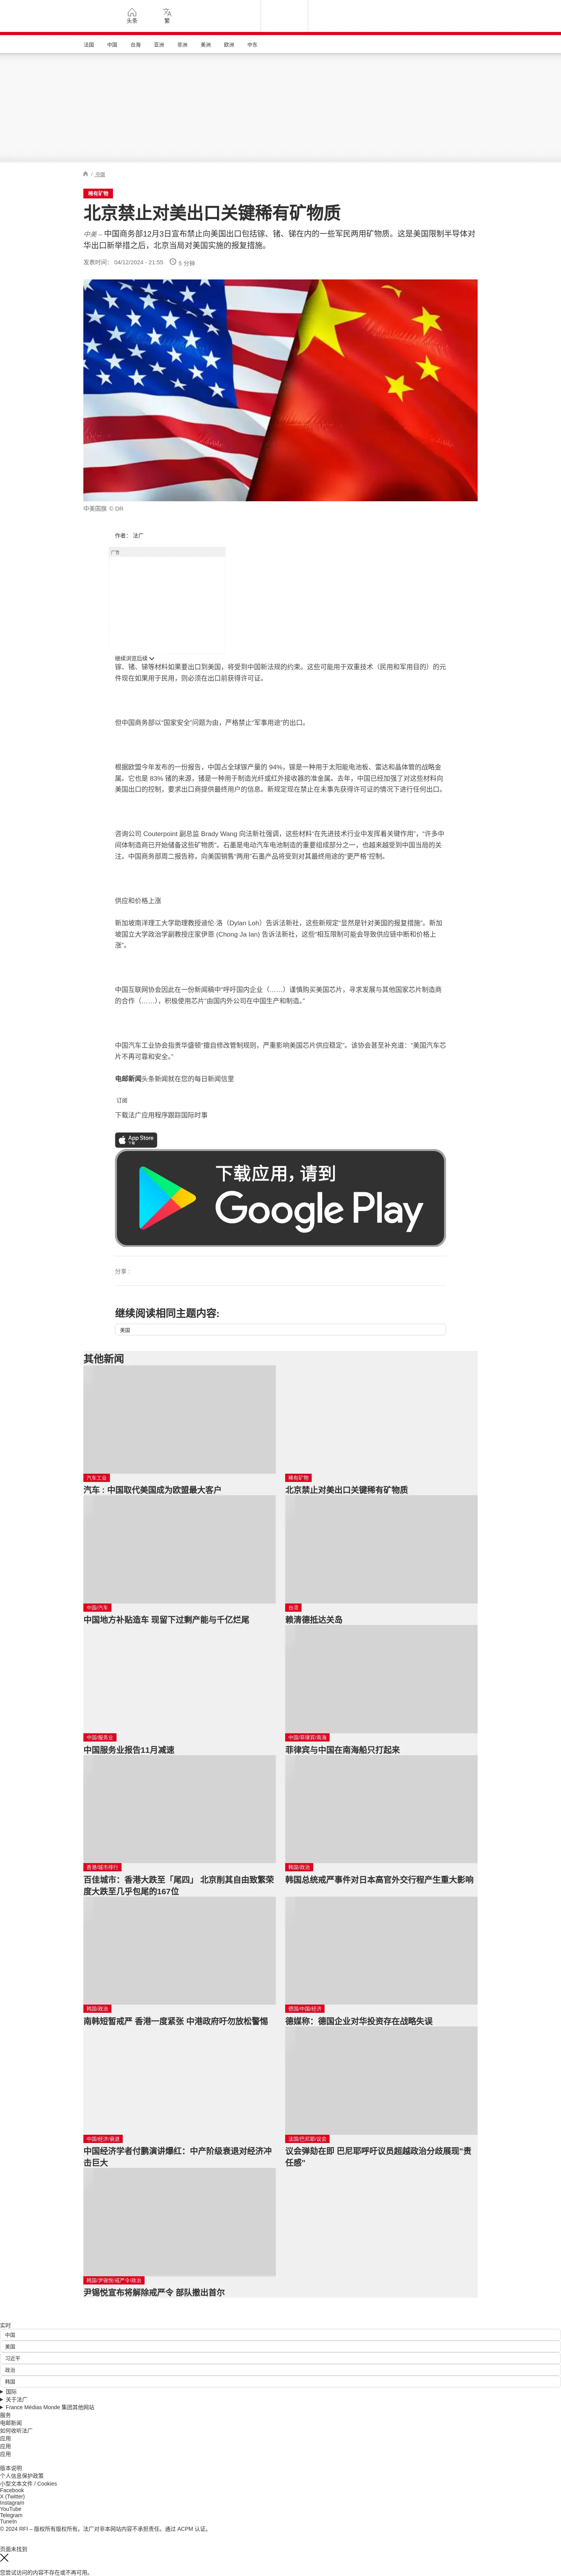 头条
繁
法国
中国
台海
亚洲
非洲
美洲
欧洲
中东
/ 中国
稀有矿物
北京禁止对美出口关键稀有矿物质
中美 – 中国商务部12月3日宣布禁止向美国出口包括镓、锗、锑在内的一些军民两用矿物质。这是美国限制半导体对
华出口新举措之后，北京当局对美国实施的报复措施。
发表时间： 04/12/2024 - 21:55 5 分钟
中美国旗 © DR
作者： 法广
广告
继续浏览后续
镓、锗、锑等材料如果要出口到美国，将受到中国新法规的约束。这些可能用于双重技术（民用和军用目的）的元
件现在如果用于民用，则必须在出口前获得许可证。
但中国商务部以“国家安全”问题为由，严格禁止“军事用途”的出口。
根据欧盟今年发布的一份报告，中国占全球镓产量的 94%，镓是一种用于太阳能电池板、雷达和晶体管的战略金
属。它也是 83% 锗的来源，锗是一种用于制造光纤或红外接收器的准金属。去年，中国已经加强了对这些材料向
美国出口的控制，要求出口商提供最终用户的信息。新规定现在禁止在未事先获得许可证的情况下进行任何出口。
咨询公司 Couterpoint 副总监 Brady Wang 向法新社强调，这些材料“在先进技术行业中发挥着关键作用”，“许多中
间体制造商已开始储备这些矿物质”。石墨是电动汽车电池制造的重要组成部分之一，也越来越受到中国当局的关
注。中国商务部周二报告称，向美国销售“两用”石墨产品将受到对其最终用途的“更严格”控制。
供应和价格上涨
新加坡南洋理工大学助理教授迪伦·洛（Dylan Loh）告诉法新社，这些新规定“显然是针对美国的报复措施”。新加
坡国立大学政治学副教授庄家伊恩 (Chong Ja Ian) 告诉法新社，这些“相互限制可能会导致供应链中断和价格上
涨”。
中国互联网协会因此在一份新闻稿中“呼吁国内企业（……）谨慎购买美国芯片，寻求发展与其他国家芯片制造商
的合作（……），积极使用芯片“由国内外公司在中国生产和制造。”
中国汽车工业协会指责华盛顿“擅自修改管制规则，严重影响美国芯片供应稳定”。该协会甚至补充道：“美国汽车芯
片不再可靠和安全。”
电邮新闻头条新闻就在您的每日新闻信里
订阅
下载法广应用程序跟踪国际时事
App Store
下载
下载应用，请到
Google Play
分享 :
继续阅读相同主题内容:
美国
其他新闻
汽车工业
汽车 : 中国取代美国成为欧盟最大客户
稀有矿物
北京禁止对美出口关键稀有矿物质
中国/汽车
中国地方补贴造车 现留下过剩产能与千亿烂尾
台湾
赖清德抵达关岛
中国/服务业
中国服务业报告11月减速
中国/菲律宾/南海
菲律宾与中国在南海船只打起来
香港/城市排行
百佳城市：香港大跌至「尾四」 北京削其自由致繁荣
度大跌至几乎包尾的167位
韩国/政治
韩国总统戒严事件对日本高官外交行程产生重大影响
韩国/政治
南韩短暂戒严 香港一度紧张 中港政府吁勿放松警惕
德国/中国/经济
德媒称：德国企业对华投资存在战略失误
中国/经济/衰退
中国经济学者付鹏演讲爆红：中产阶级衰退对经济冲
击巨大
法国/巴尼耶/议会
议会弹劾在即 巴尼耶呼吁议员超越政治分歧展现"责
任感"
韩国/尹锡悦/戒严令/政治
尹锡悦宣布将解除戒严令 部队撤出首尔
实时
中国
美国
习近平
政治
韩国
国际
关于法广
France Médias Monde 集团其他网站
服务
电邮新闻
如何收听法广
应用
应用
应用
版本说明
个人信息保护政策
小型文本文件 / Cookies
Facebook
X (Twitter)
Instagram
YouTube
Telegram
TuneIn
© 2024 RFI – 版权所有版权所有。法广对非本网站内容不承担责任。通过 ACPM 认证。
页面未找到
您尝试访问的内容不存在或不再可用。